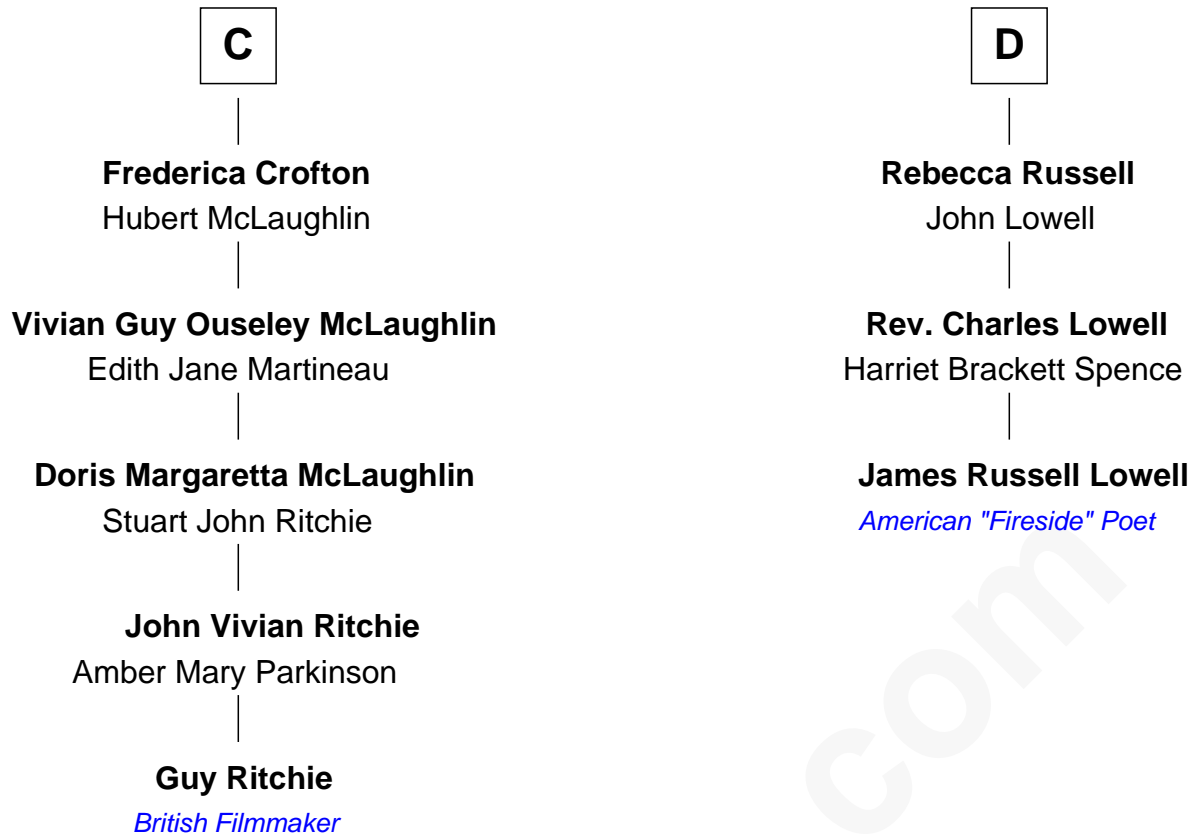 C
Frederica Crofton
Hubert McLaughlin
Vivian Guy Ouseley McLaughlin
Edith Jane Martineau
Doris Margaretta McLaughlin
Stuart John Ritchie
John Vivian Ritchie
Amber Mary Parkinson
Guy Ritchie
British Filmmaker
D
Rebecca Russell
John Lowell
Rev. Charles Lowell
Harriet Brackett Spence
James Russell Lowell
American "Fireside" Poet
com